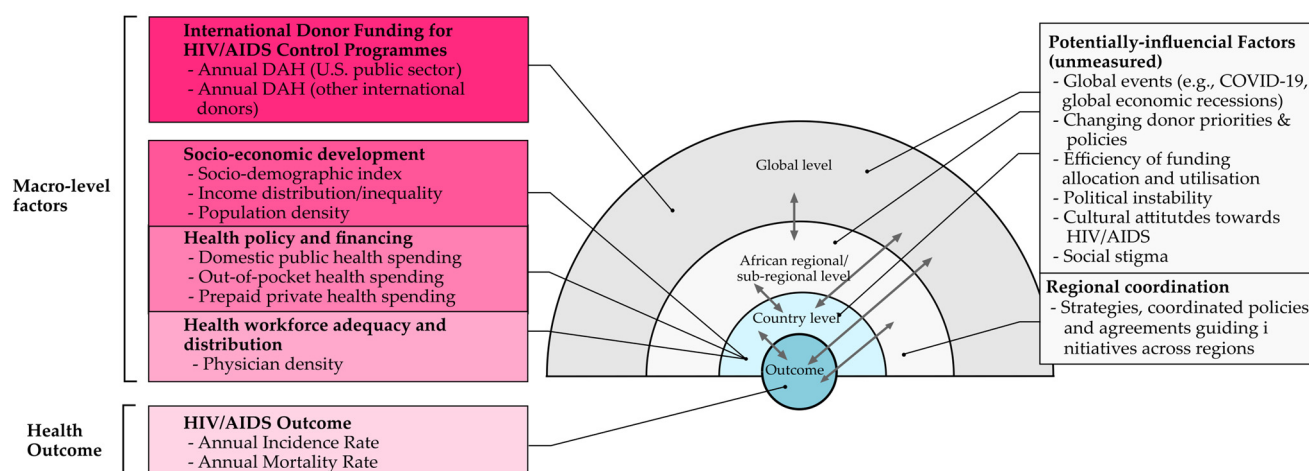 Macro-level
factors
International Donor Funding for
HIV/AIDS Control Programmes
- Annual DAH (U.S. public sector)
- Annual DAH (other international
donors)
Socio-economic development
- Socio-demographic index
- Income distribution/inequality
- Population density
Health policy and financing
- Domestic public health spending
- Out-of-pocket health spending
- Prepaid private health spending
Health workforce adequacy and
distribution
- Physician density
Health
Outcome
HIV/AIDS Outcome
- Annual Incidence Rate
- Annual Mortality Rate
Global level
African regional/
sub-regional level
Country level
Outcome
Potentially-influencial Factors
(unmeasured)
- Global events (e.g., COVID-19,
global economic recessions)
- Changing donor priorities &
policies
- Efficiency of funding
allocation and utilisation
- Political instability
- Cultural attitutdes towards
HIV/AIDS
- Social stigma
Regional coordination
- Strategies, coordinated policies
and agreements guiding i
nitiatives across regions